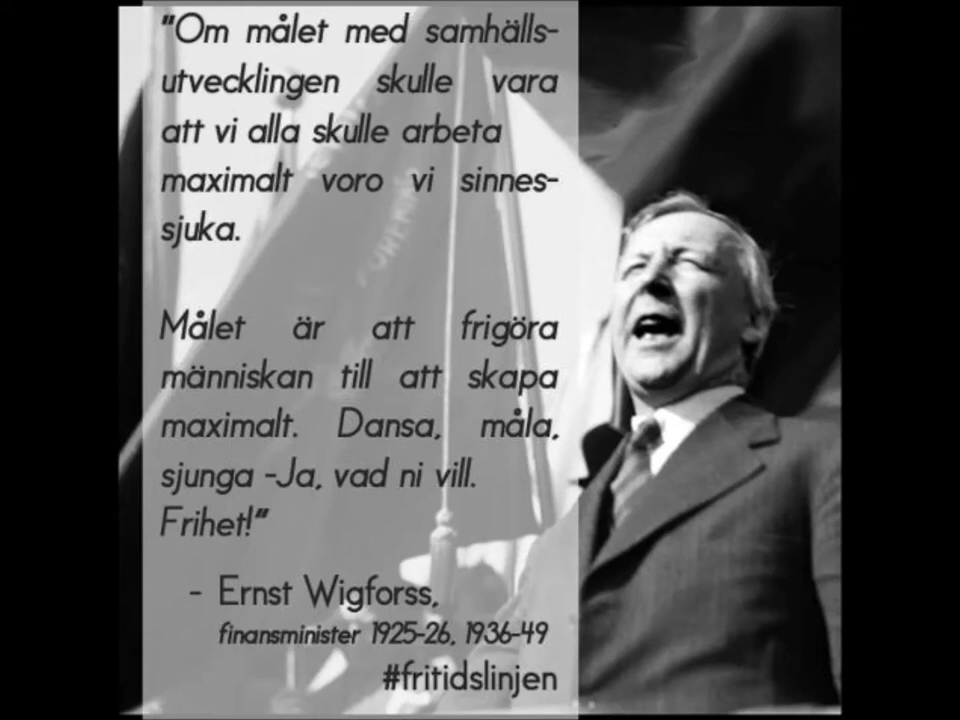 "Om målet med samhälls-
utvecklingen skulle vara
att vi alla skulle arbeta
maximalt voro vi sinnes-
sjuka.
Målet är att frigöra
människan till att skapa
maximalt. Dansa, måla,
sjunga -Ja, vad ni vill.
Frihet!"
- Ernst Wigforss,
finansminister 1925-26, 1936-49
#fritidslinjen